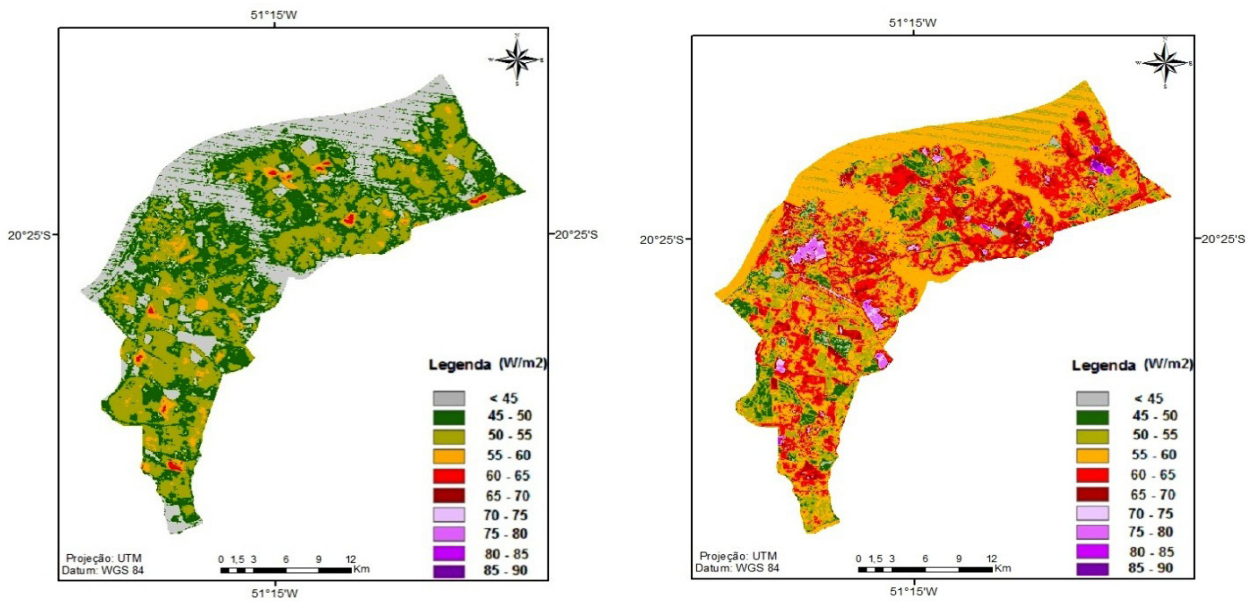 51°15'W
N
W E
S
20°25'S
20°25'S
Legenda (W/m2)
< 45
45 - 50
50 - 55
55 - 60
60 - 65
65 - 70
70 - 75
75 - 80
80 - 85
85 - 90
Projeção: UTM
Datum: WGS 84
0 1,5 3 6 9 12
Km
51°15'W
51°15'W
N
W E
S
20°25'S
20°25'S
Legenda (W/m2)
< 45
45 - 50
50 - 55
55 - 60
60 - 65
65 - 70
70 - 75
75 - 80
80 - 85
85 - 90
Projeção: UTM
Datum: WGS 84
0 1,5 3 6 9 12
Km
51°15'W